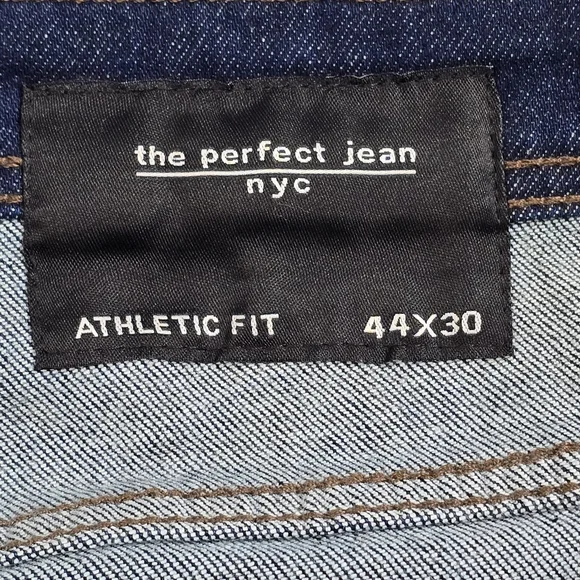 the perfect jean
nyc
ATHLETIC FIT 44X30